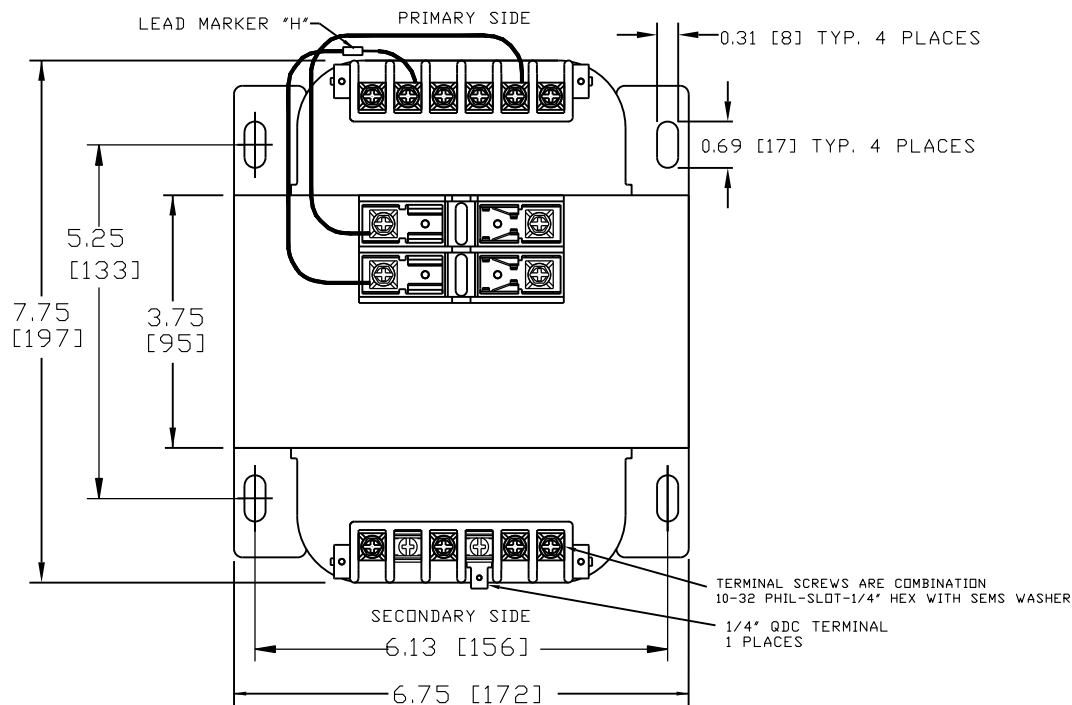 LEAD MARKER "H"
PRIMARY SIDE
0.31 [8] TYP. 4 PLACES
0.69 [17] TYP. 4 PLACES
5.25
[133]
7.75
[197]
3.75
[95]
TERMINAL SCREWS ARE COMBINATION
10-32 PHIL-SLOT-1/4" HEX WITH SEMS WASHER
1/4" QDC TERMINAL
1 PLACES
SECONDARY SIDE
6.13 [156]
6.75 [172]